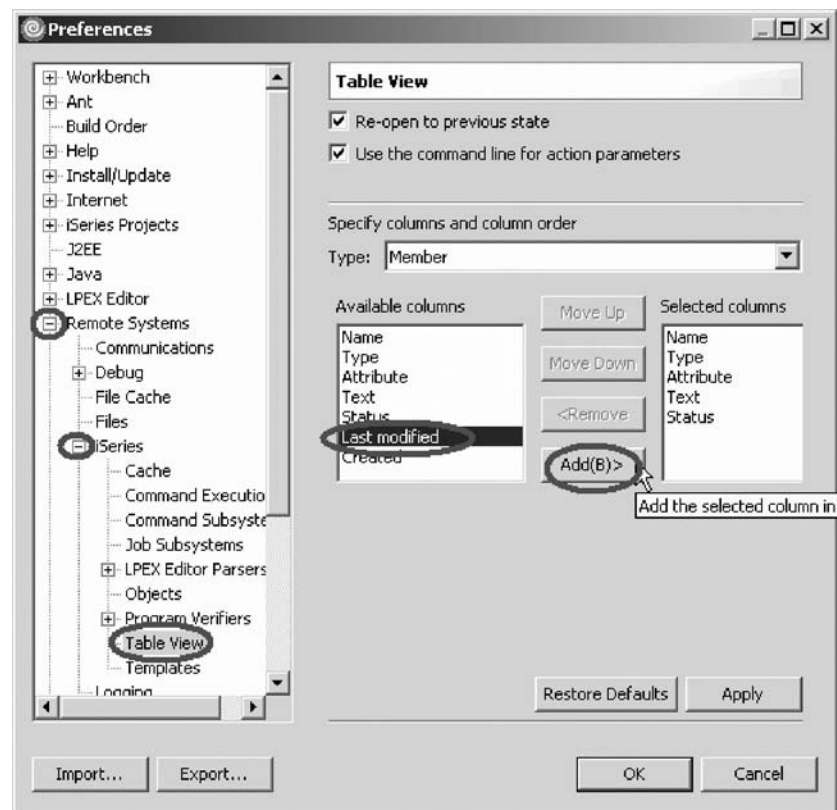 Preferences
Workbench
Ant
Build Order
Help
Install/Update
Internet
iSeries Projects
J2EE
Java
LPEX Editor
Remote Systems
Communications
Debug
File Cache
Files
iSeries
Cache
Command Executio
Command Subsyste
Job Subsystems
LPEX Editor Parsers
Objects
Program Verifiers
Table View
Templates
Logging
Table View
Re-open to previous state
Use the command line for action parameters
Specify columns and column order
Type: Member
Available columns
Name
Type
Attribute
Text
Status
Last modified
Created
Move Up
Move Down
<Remove
Add(B)>
Selected columns
Name
Type
Attribute
Text
Status
Add the selected column in
Restore Defaults
Apply
Import...
Export...
OK
Cancel